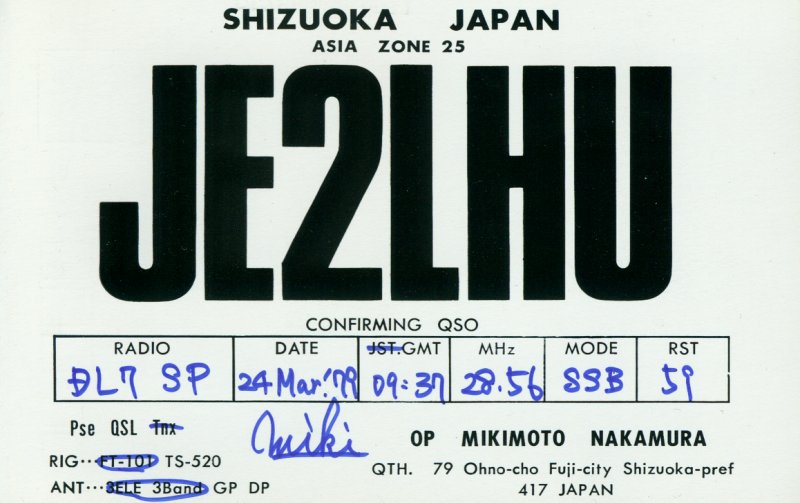 SHIZUOKA JAPAN
ASIA ZONE 25
JE2LHU
CONFIRMING QSO
RADIO DATE JST.GMT MHz MODE RST
DL7 SP 24 Mar.'79 09:37 28.56 SSB 59
Pse QSL Tnx miki OP MIKIMOTO NAKAMURA
RIG…FT-101 TS-520 QTH. 79 Ohno-cho Fuji-city Shizuoka-pref
ANT…3ELE 3Band GP DP 417 JAPAN